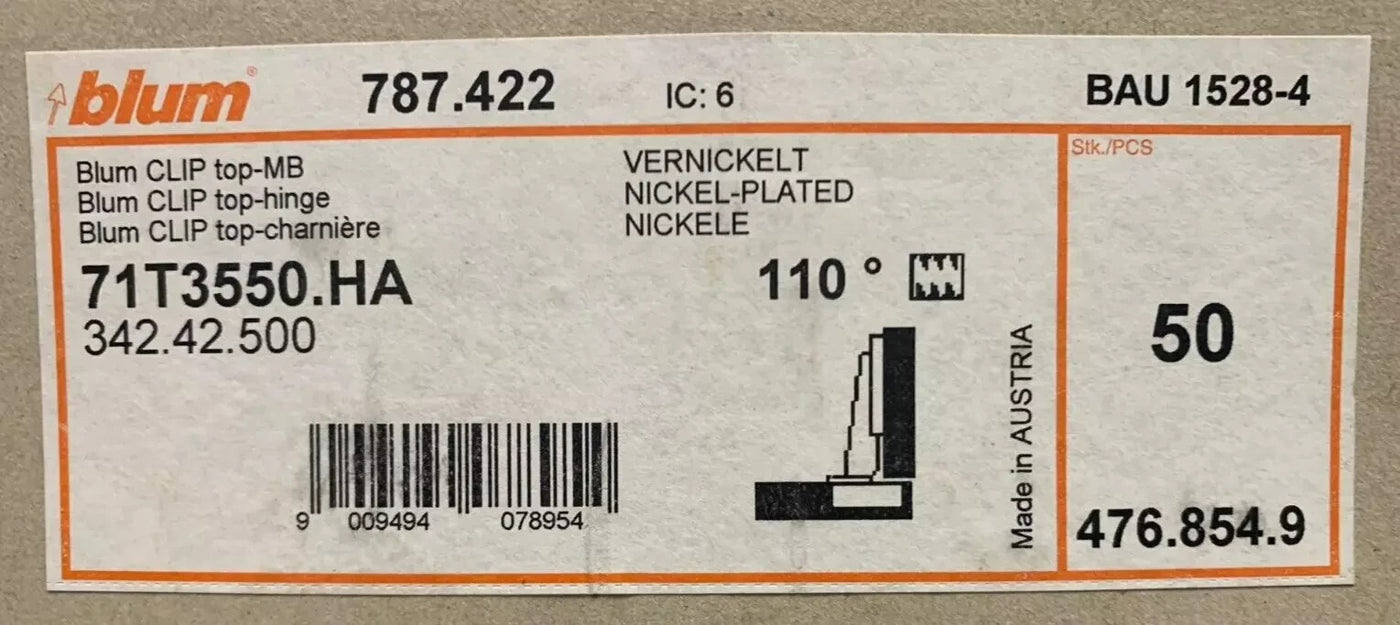 blum®
787.422
IC: 6
BAU 1528-4
Blum CLIP top-MB
Blum CLIP top-hinge
Blum CLIP top-charnière
VERNICKELT
NICKEL-PLATED
NICKELE
Stk./PCS
71T3550.HA
342.42.500
110 °
50
Made in AUSTRIA
9 009494 078954
476.854.9